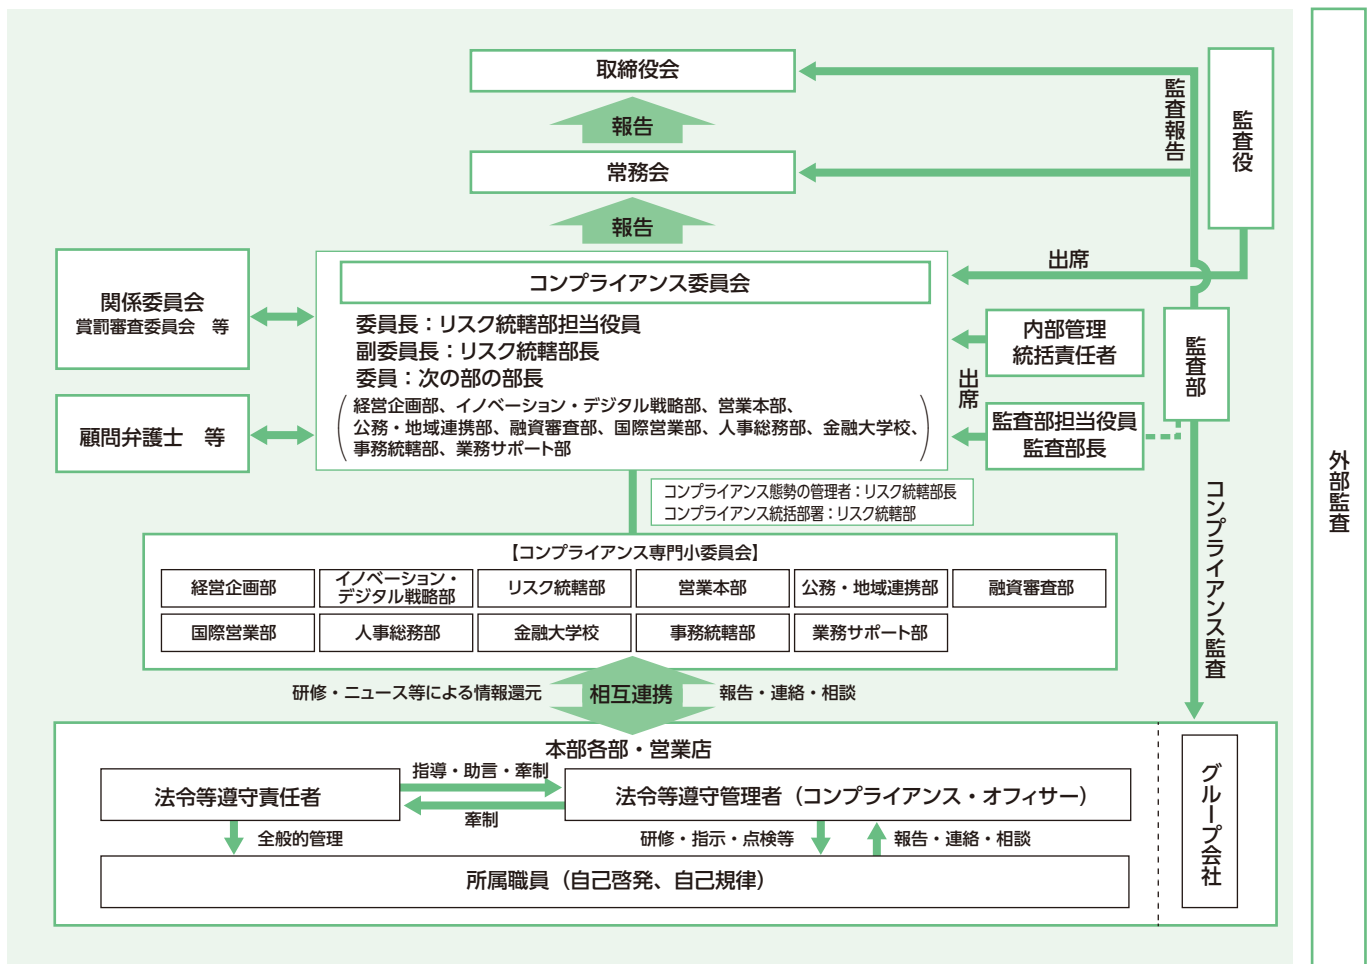 取締役会
報告
常務会
報告
監査報告
監査役
出席
関係委員会
賞罰審査委員会　等
顧問弁護士　等
コンプライアンス委員会
委員長：リスク統轄部担当役員
副委員長：リスク統轄部長
委員：次の部の部長
（経営企画部、イノベーション・デジタル戦略部、営業本部、
公務・地域連携部、融資審査部、国際営業部、人事総務部、金融大学校、
事務統轄部、業務サポート部）
内部管理
統括責任者
出席
監査部担当役員
監査部長
監査部
コンプライアンス監査
外部監査
コンプライアンス態勢の管理者：リスク統轄部長
コンプライアンス統括部署：リスク統轄部
【コンプライアンス専門小委員会】
経営企画部
イノベーション・
デジタル戦略部
リスク統轄部
営業本部
公務・地域連携部
融資審査部
国際営業部
人事総務部
金融大学校
事務統轄部
業務サポート部
研修・ニュース等による情報還元
相互連携
報告・連絡・相談
本部各部・営業店
法令等遵守責任者
指導・助言・牽制
牽制
法令等遵守管理者（コンプライアンス・オフィサー）
全般的管理
研修・指示・点検等
報告・連絡・相談
所属職員（自己啓発、自己規律）
グループ会社